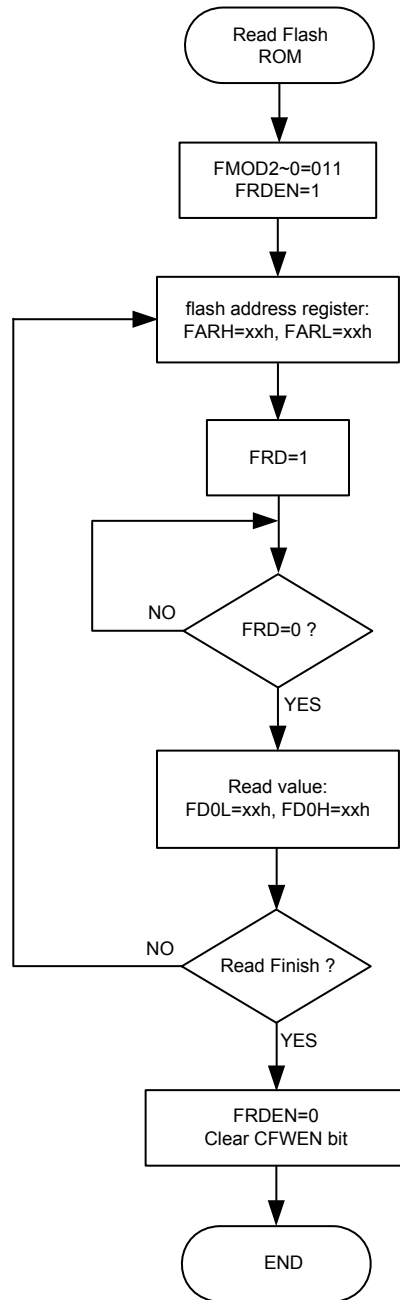 Read Flash
ROM
FMOD2~0=011
FRDEN=1
flash address register:
FARH=xxh, FARL=xxh
FRD=1
NO
FRD=0 ?
YES
Read value:
FD0L=xxh, FD0H=xxh
NO
Read Finish ?
YES
FRDEN=0
Clear CFWEN bit
END